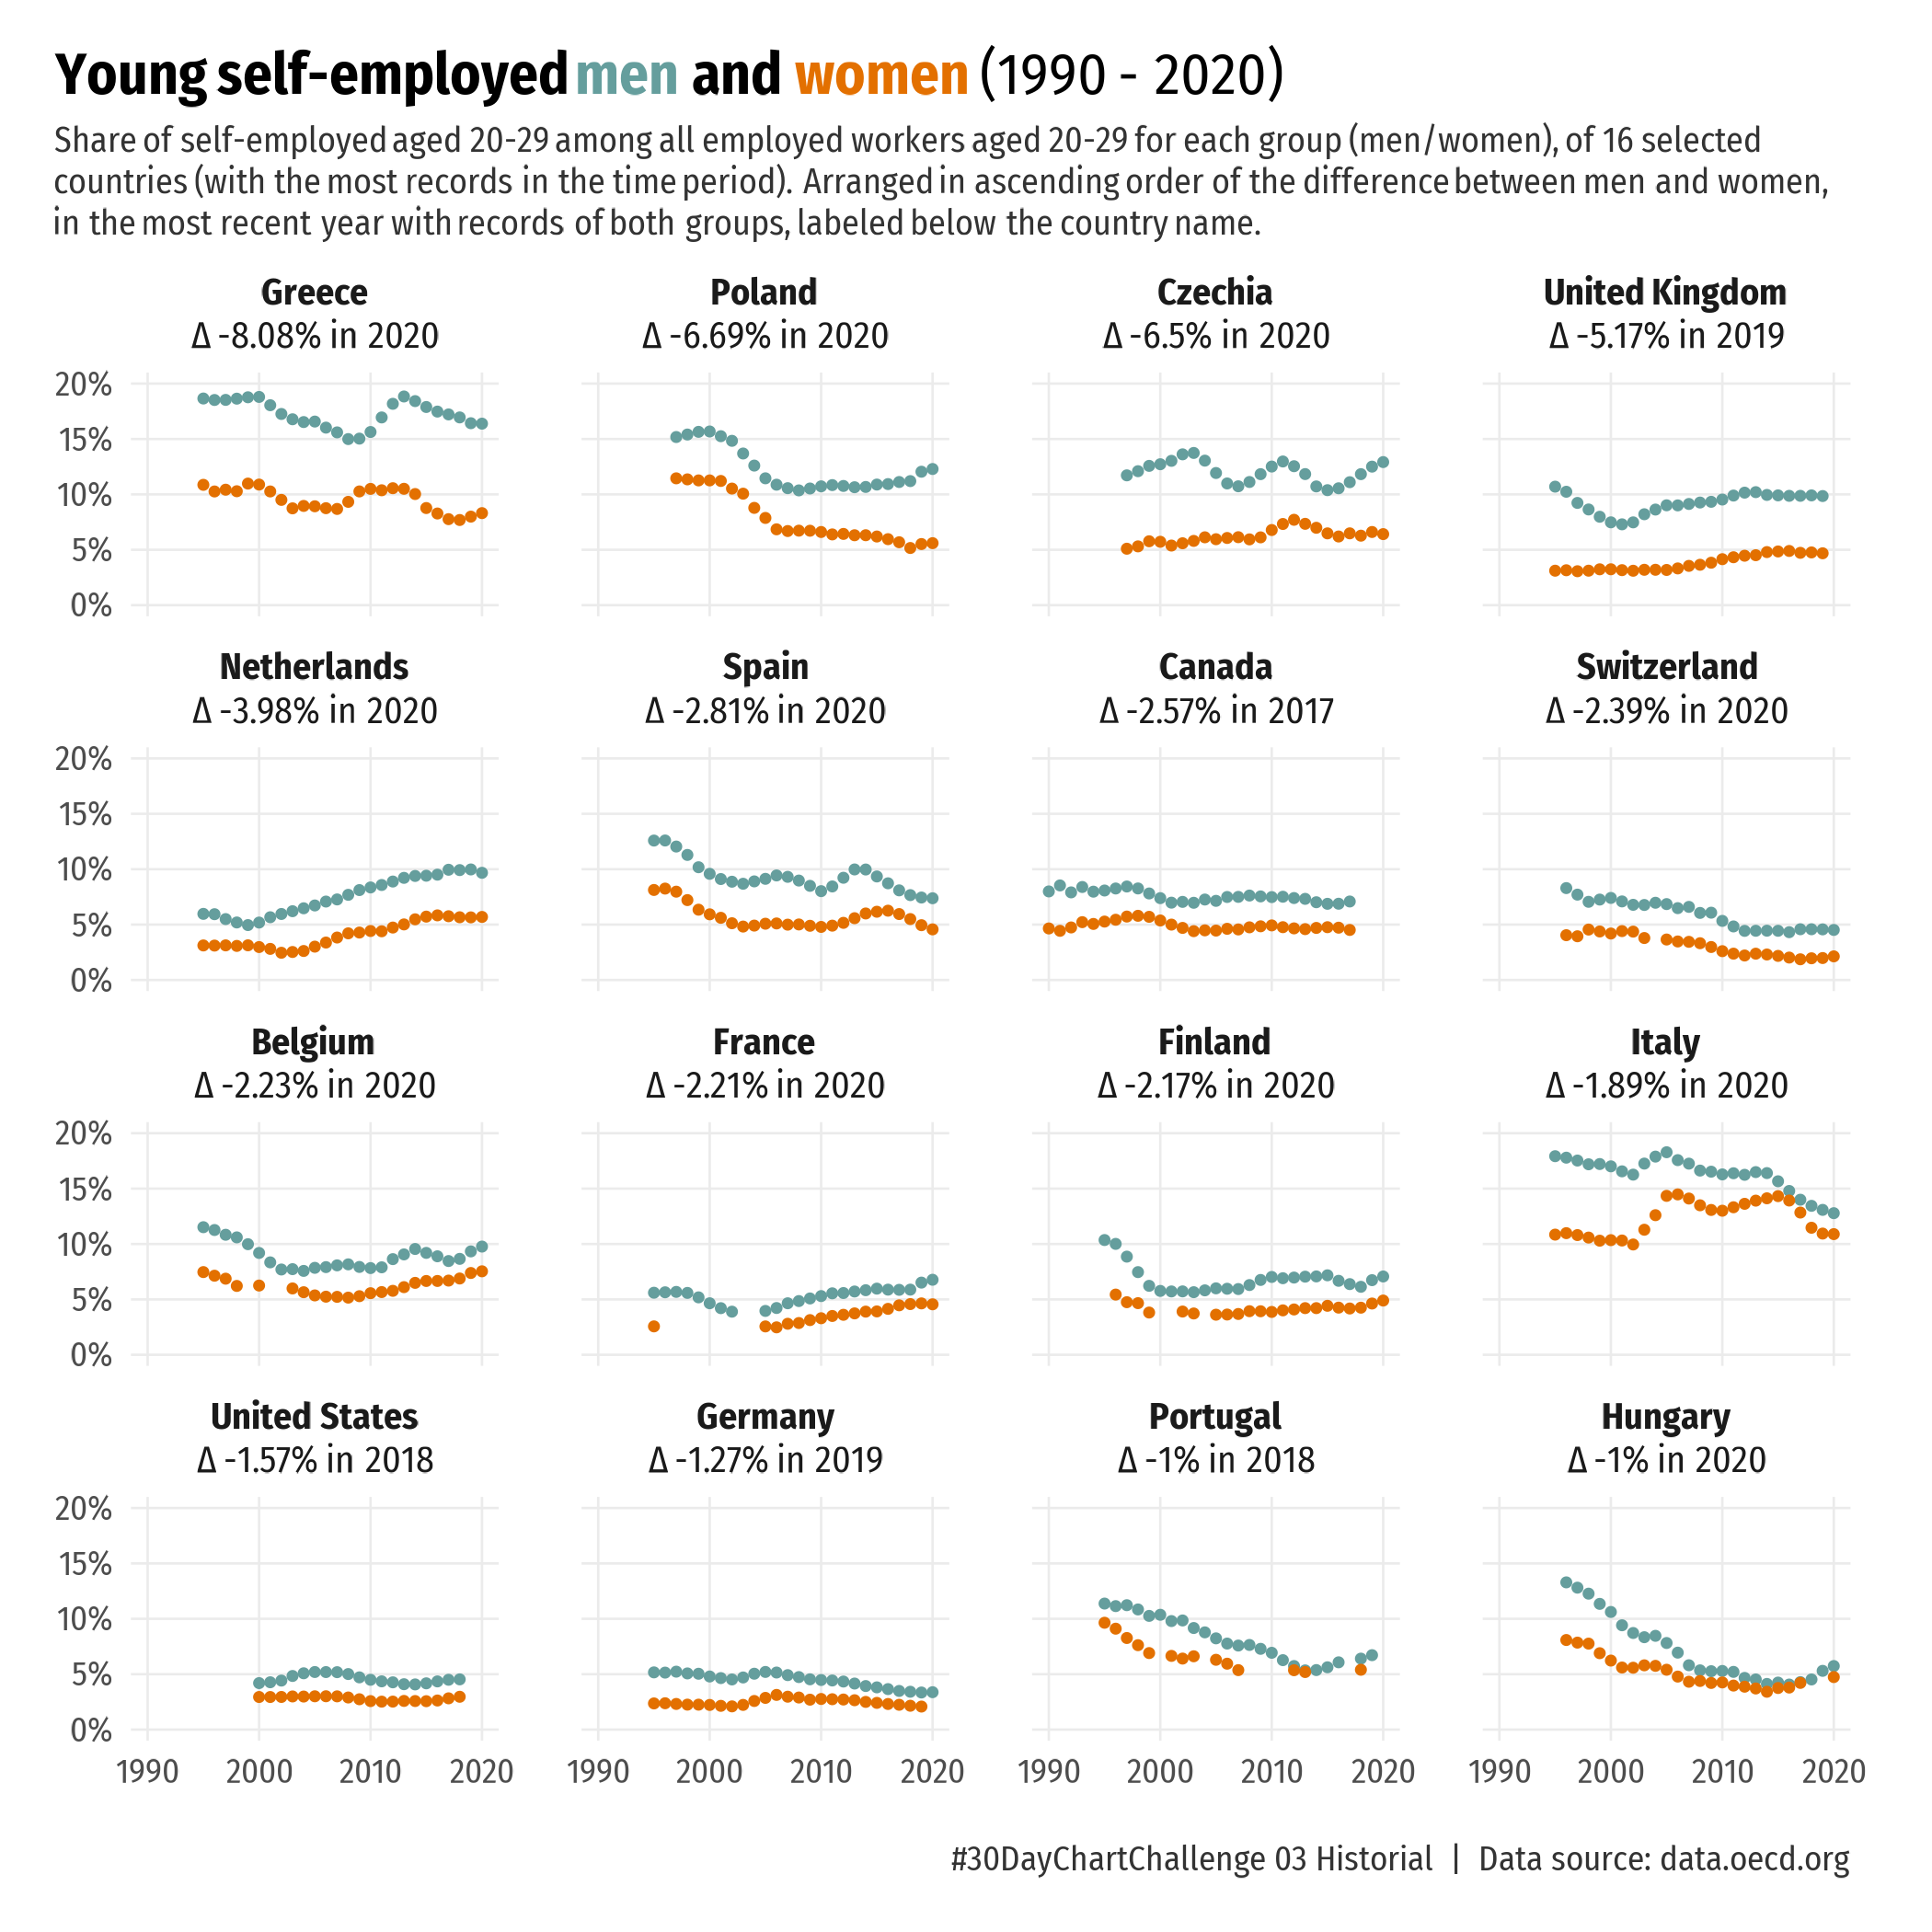 Young self-employed men and women (1990 - 2020)
Share of self-employed aged 20-29 among all employed workers aged 20-29 for each group (men/women), of 16 selected
countries (with the most records in the time period). Arranged in ascending order of the difference between men and women,
in the most recent year with records of both groups, labeled below the country name.
Greece Poland Czechia United Kingdom
Δ -8.08% in 2020 Δ -6.69% in 2020 Δ -6.5% in 2020 Δ -5.17% in 2019
20%
15%
10%
5%
0%
Netherlands Spain Canada Switzerland
Δ -3.98% in 2020 Δ -2.81% in 2020 Δ -2.57% in 2017 Δ -2.39% in 2020
20%
15%
10%
5%
0%
Belgium France Finland Italy
Δ -2.23% in 2020 Δ -2.21% in 2020 Δ -2.17% in 2020 Δ -1.89% in 2020
20%
15%
10%
5%
0%
United States Germany Portugal Hungary
Δ -1.57% in 2018 Δ -1.27% in 2019 Δ -1% in 2018 Δ -1% in 2020
20%
15%
10%
5%
0%
1990 2000 2010 2020 1990 2000 2010 2020 1990 2000 2010 2020 1990 2000 2010 2020
#30DayChartChallenge 03 Historial | Data source: data.oecd.org